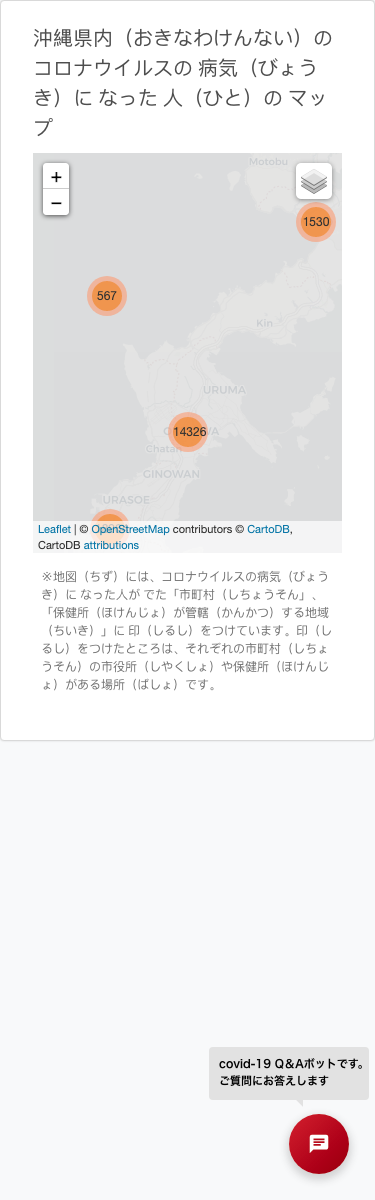 沖縄県内（おきなわけんない）の
コロナウイルスの 病気（びょう
き）に なった 人（ひと）の マッ
プ
+
−
Motobu
1530
567
Kin
URUMA
14326
Chatan
GINOWAN
URASOE
Leaflet | © OpenStreetMap contributors © CartoDB,
CartoDB attributions
※地図（ちず）には、コロナウイルスの病気（びょう
き）に なった人が でた「市町村（しちょうそん」、
「保健所（ほけんじょ）が管轄（かんかつ）する地域
（ちいき）」に 印（しるし）をつけています。印（し
るし）をつけたところは、それぞれの市町村（しちょ
うそん）の市役所（しやくしょ）や保健所（ほけんじ
ょ）がある場所（ばしょ）です。
covid-19 Q&Aボットです。
ご質問にお答えします